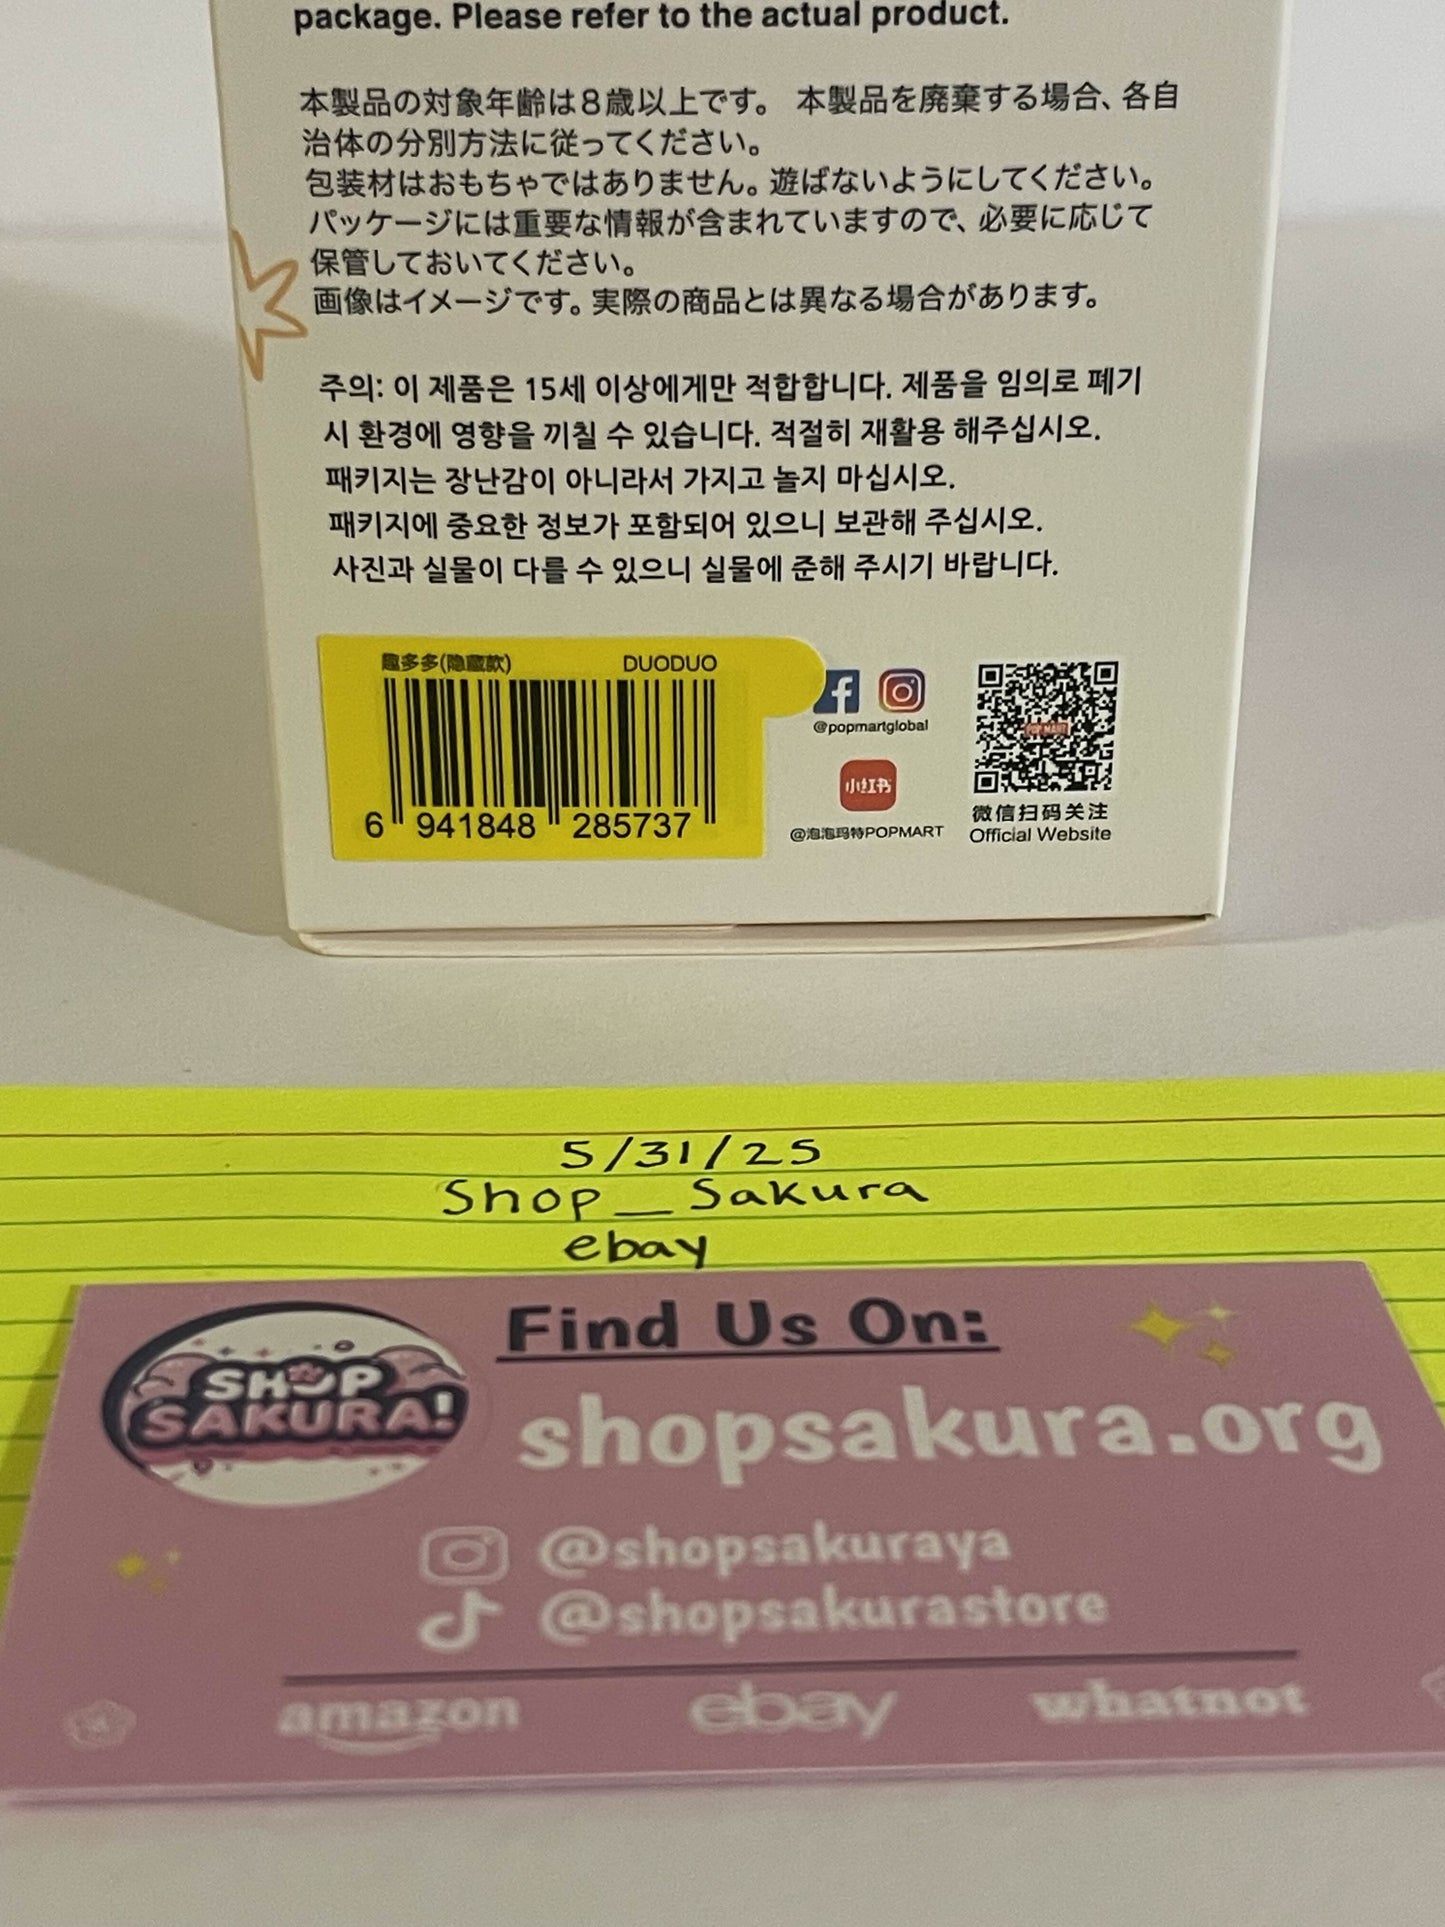 package. Please refer to the actual product.
本製品の対象年齢は8歳以上です。 本製品を廃棄する場合、各自
治体の分別方法に従ってください。
包装材はおもちゃではありません。遊ばないようにしてください。
パッケージには重要な情報が含まれていますので、必要に応じて
保管しておいてください。
画像はイメージです。実際の商品とは異なる場合があります。
주의: 이 제품은 15세 이상에게만 적합합니다. 제품을 임의로 폐기
시 환경에 영향을 끼칠 수 있습니다. 적절히 재활용 해주십시오.
패키지는 장난감이 아니라서 가지고 놀지 마십시오.
패키지에 중요한 정보가 포함되어 있으니 보관해 주십시오.
사진과 실물이 다를 수 있으니 실물에 준해 주시기 바랍니다.
趣多多(隐藏款) DUODUO
6 941848 285737
@popmartglobal
小红书
@泡泡玛特POPMART
POP MART
微信扫码关注
Official Website
5/31/25
Shop_Sakura
ebay
SHOP
SAKURA!
Find Us On:
shopsakura.org
@shopsakuraya
@shopsakurastore
amazon ebay whatnot